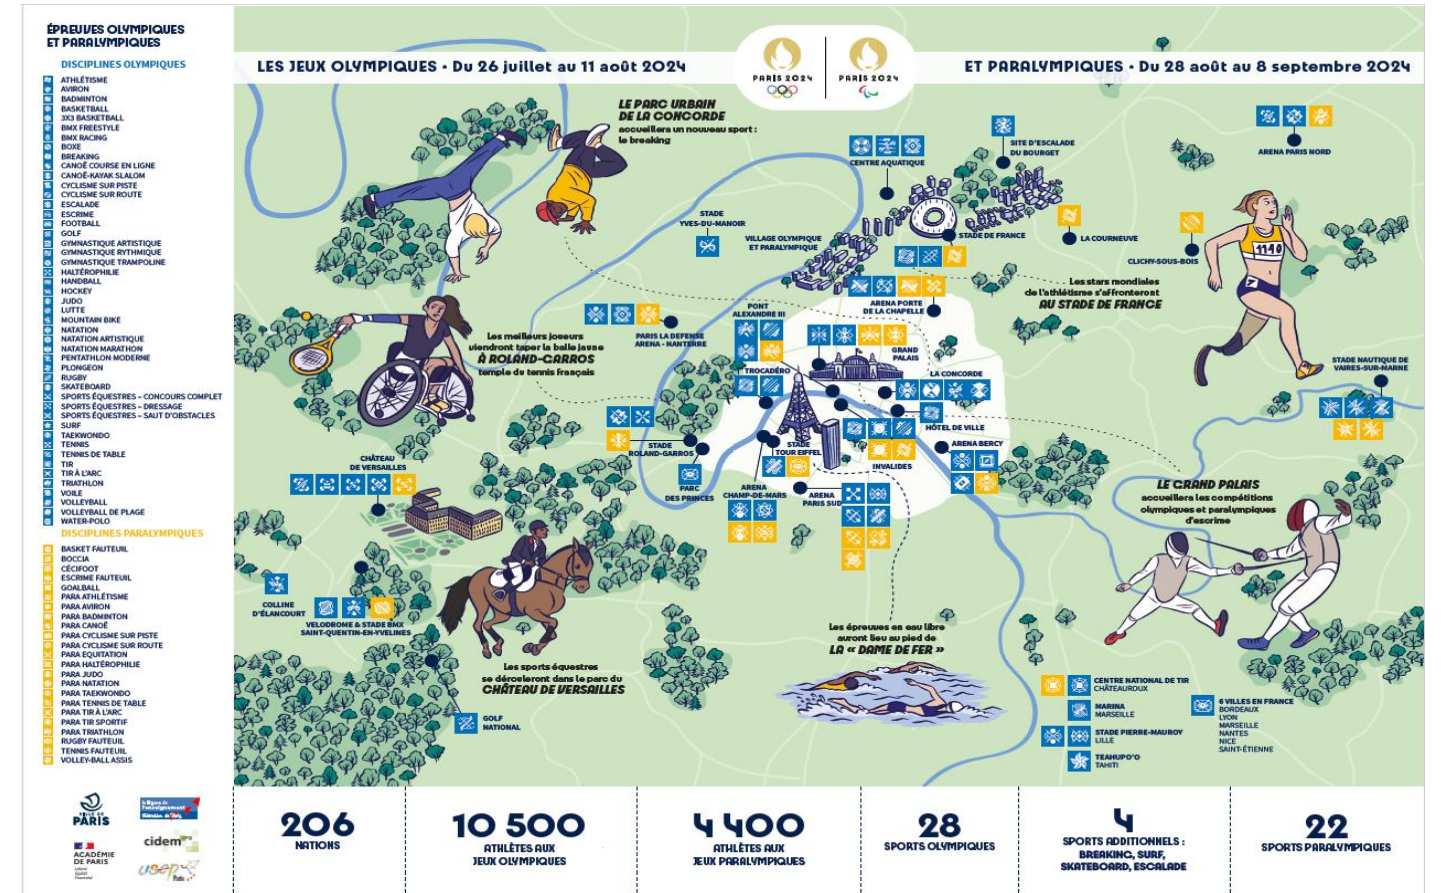 ÉPREUVES OLYMPIQUES
ET PARALYMPIQUES
DISCIPLINES OLYMPIQUES
ATHLÉTISME
AVIRON
BADMINTON
BASKETBALL
3X3 BASKETBALL
BMX FREESTYLE
BMX RACING
BOXE
BREAKING
CANOË COURSE EN LIGNE
CANOË-KAYAK SLALOM
CYCLISME SUR PISTE
CYCLISME SUR ROUTE
ESCALADE
ESCRIME
FOOTBALL
GOLF
GYMNASTIQUE ARTISTIQUE
GYMNASTIQUE RYTHMIQUE
GYMNASTIQUE TRAMPOLINE
HALTÉROPHILIE
HANDBALL
HOCKEY
JUDO
LUTTE
MOUNTAIN BIKE
NATATION
NATATION ARTISTIQUE
NATATION MARATHON
PENTATHLON MODERNE
PLONGEON
RUGBY
SKATEBOARD
SPORTS ÉQUESTRES – CONCOURS COMPLET
SPORTS ÉQUESTRES – DRESSAGE
SPORTS ÉQUESTRES – SAUT D'OBSTACLES
SURF
TAEKWONDO
TENNIS
TENNIS DE TABLE
TIR
TIR À L'ARC
TRIATHLON
VOILE
VOLLEYBALL
VOLLEYBALL DE PLAGE
WATER-POLO
DISCIPLINES PARALYMPIQUES
BASKET FAUTEUIL
BOCCIA
CÉCIFOOT
ESCRIME FAUTEUIL
GOALBALL
PARA ATHLÉTISME
PARA AVIRON
PARA BADMINTON
PARA CANOË
PARA CYCLISME SUR PISTE
PARA CYCLISME SUR ROUTE
PARA EQUITATION
PARA HALTÉROPHILIE
PARA JUDO
PARA NATATION
PARA TAEKWONDO
PARA TENNIS DE TABLE
PARA TIR À L'ARC
PARA TIR SPORTIF
PARA TRIATHLON
RUGBY FAUTEUIL
TENNIS FAUTEUIL
VOLLEY-BALL ASSIS
VILLE DE
PARIS
la ligue de
l'enseignement
cidem.org
ACADÉMIE
DE PARIS
Liberté
Égalité
Fraternité
usep
Paris
LES JEUX OLYMPIQUES • Du 26 juillet au 11 août 2024
PARIS 2024
PARIS 2024
ET PARALYMPIQUES • Du 28 août au 8 septembre 2024
LE PARC URBAIN
DE LA CONCORDE
accueillera un nouveau sport :
le breaking
CENTRE AQUATIQUE
SITE D'ESCALADE
DU BOURGET
ARENA PARIS NORD
STADE
YVES-DU-MANOIR
VILLAGE OLYMPIQUE
ET PARALYMPIQUE
STADE DE FRANCE
LA COURNEUVE
CLICHY-SOUS-BOIS
1140
Les stars mondiales
de l'athlétisme s'affronteront
AU STADE DE FRANCE
ARENA PORTE
DE LA CHAPELLE
PONT
ALEXANDRE III
PARIS LA DEFENSE
ARENA - NANTERRE
Les meilleurs joueurs
viendront taper la balle jaune
À ROLAND-GARROS
temple du tennis français
GRAND
PALAIS
TROCADÉRO
LA CONCORDE
STADE NAUTIQUE DE
VAIRES-SUR-MARNE
HÔTEL DE VILLE
STADE
ROLAND-GARROS
STADE
TOUR EIFFEL
INVALIDES
ARENA BERCY
CHÂTEAU
DE VERSAILLES
PARC
DES PRINCES
ARENA
CHAMP-DE-MARS
ARENA
PARIS SUD
LE GRAND PALAIS
accueillera les compétitions
olympiques et paralympiques
d'escrime
COLLINE
D'ÉLANCOURT
VELODROME & STADE BMX
SAINT-QUENTIN-EN-YVELINES
Les épreuves en eau libre
auront lieu au pied de
LA « DAME DE FER »
Les sports équestres
se dérouleront dans le parc du
CHÂTEAU DE VERSAILLES
GOLF
NATIONAL
CENTRE NATIONAL DE TIR
CHÂTEAUROUX
MARINA
MARSEILLE
STADE PIERRE-MAUROY
LILLE
TEAHUPO'O
TAHITI
6 VILLES EN FRANCE
BORDEAUX
LYON
MARSEILLE
NANTES
NICE
SAINT-ÉTIENNE
206
NATIONS
10 500
ATHLÈTES AUX
JEUX OLYMPIQUES
4 400
ATHLÈTES AUX
JEUX PARALYMPIQUES
28
SPORTS OLYMPIQUES
4
SPORTS ADDITIONNELS :
BREAKING, SURF,
SKATEBOARD, ESCALADE
22
SPORTS PARALYMPIQUES